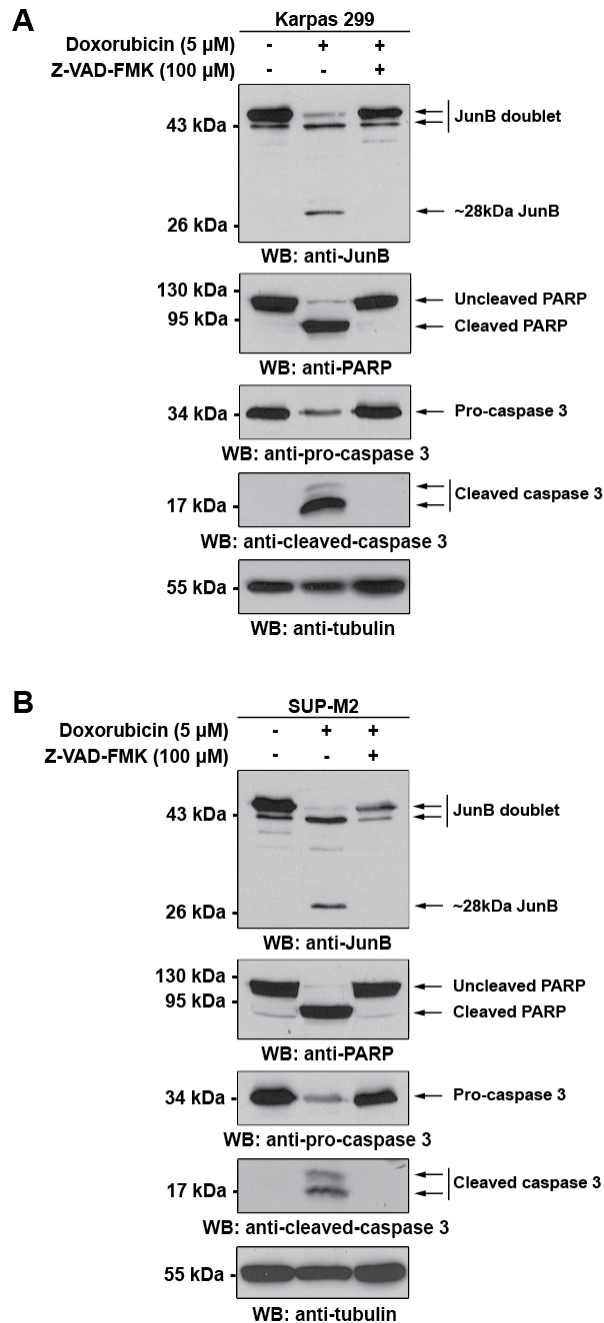 A
Karpas 299
Doxorubicin (5 µM) - + +
Z-VAD-FMK (100 µM) - - +
JunB doublet
43 kDa
~28kDa JunB
26 kDa
WB: anti-JunB
130 kDa
Uncleaved PARP
95 kDa
Cleaved PARP
WB: anti-PARP
34 kDa
Pro-caspase 3
WB: anti-pro-caspase 3
Cleaved caspase 3
17 kDa
WB: anti-cleaved-caspase 3
55 kDa
WB: anti-tubulin
B
SUP-M2
Doxorubicin (5 µM) - + +
Z-VAD-FMK (100 µM) - - +
JunB doublet
43 kDa
~28kDa JunB
26 kDa
WB: anti-JunB
130 kDa
Uncleaved PARP
95 kDa
Cleaved PARP
WB: anti-PARP
34 kDa
Pro-caspase 3
WB: anti-pro-caspase 3
Cleaved caspase 3
17 kDa
WB: anti-cleaved-caspase 3
55 kDa
WB: anti-tubulin